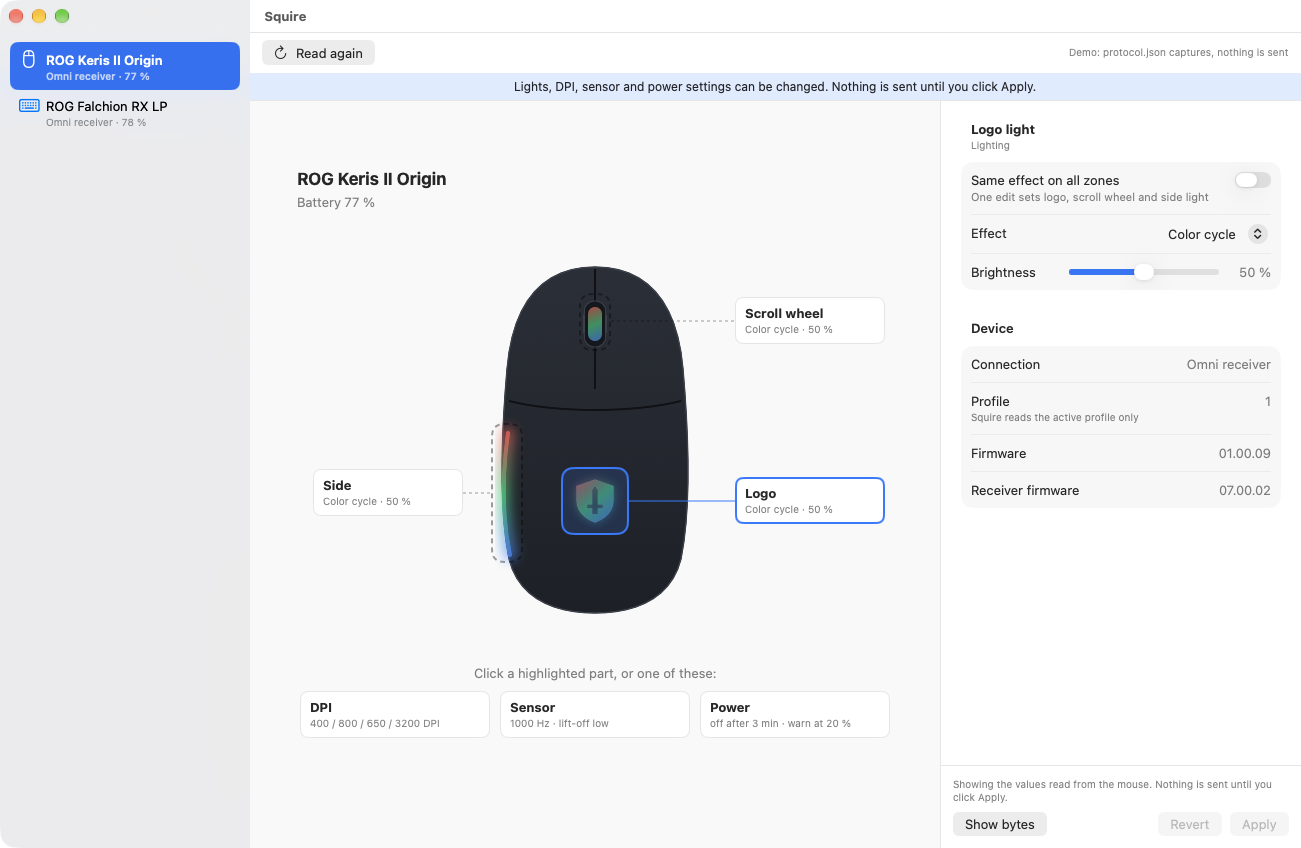 Squire
ROG Keris II Origin
Omni receiver · 77 %
ROG Falchion RX LP
Omni receiver · 78 %
Read again
Demo: protocol.json captures, nothing is sent
Lights, DPI, sensor and power settings can be changed. Nothing is sent until you click Apply.
ROG Keris II Origin
Battery 77 %
Scroll wheel
Color cycle · 50 %
Side
Color cycle · 50 %
Logo
Color cycle · 50 %
Click a highlighted part, or one of these:
DPI
400 / 800 / 650 / 3200 DPI
Sensor
1000 Hz · lift-off low
Power
off after 3 min · warn at 20 %
Logo light
Lighting
Same effect on all zones
One edit sets logo, scroll wheel and side light
Effect
Color cycle
Brightness
50 %
Device
Connection
Omni receiver
Profile
1
Squire reads the active profile only
Firmware
01.00.09
Receiver firmware
07.00.02
Showing the values read from the mouse. Nothing is sent until you
click Apply.
Show bytes
Revert
Apply